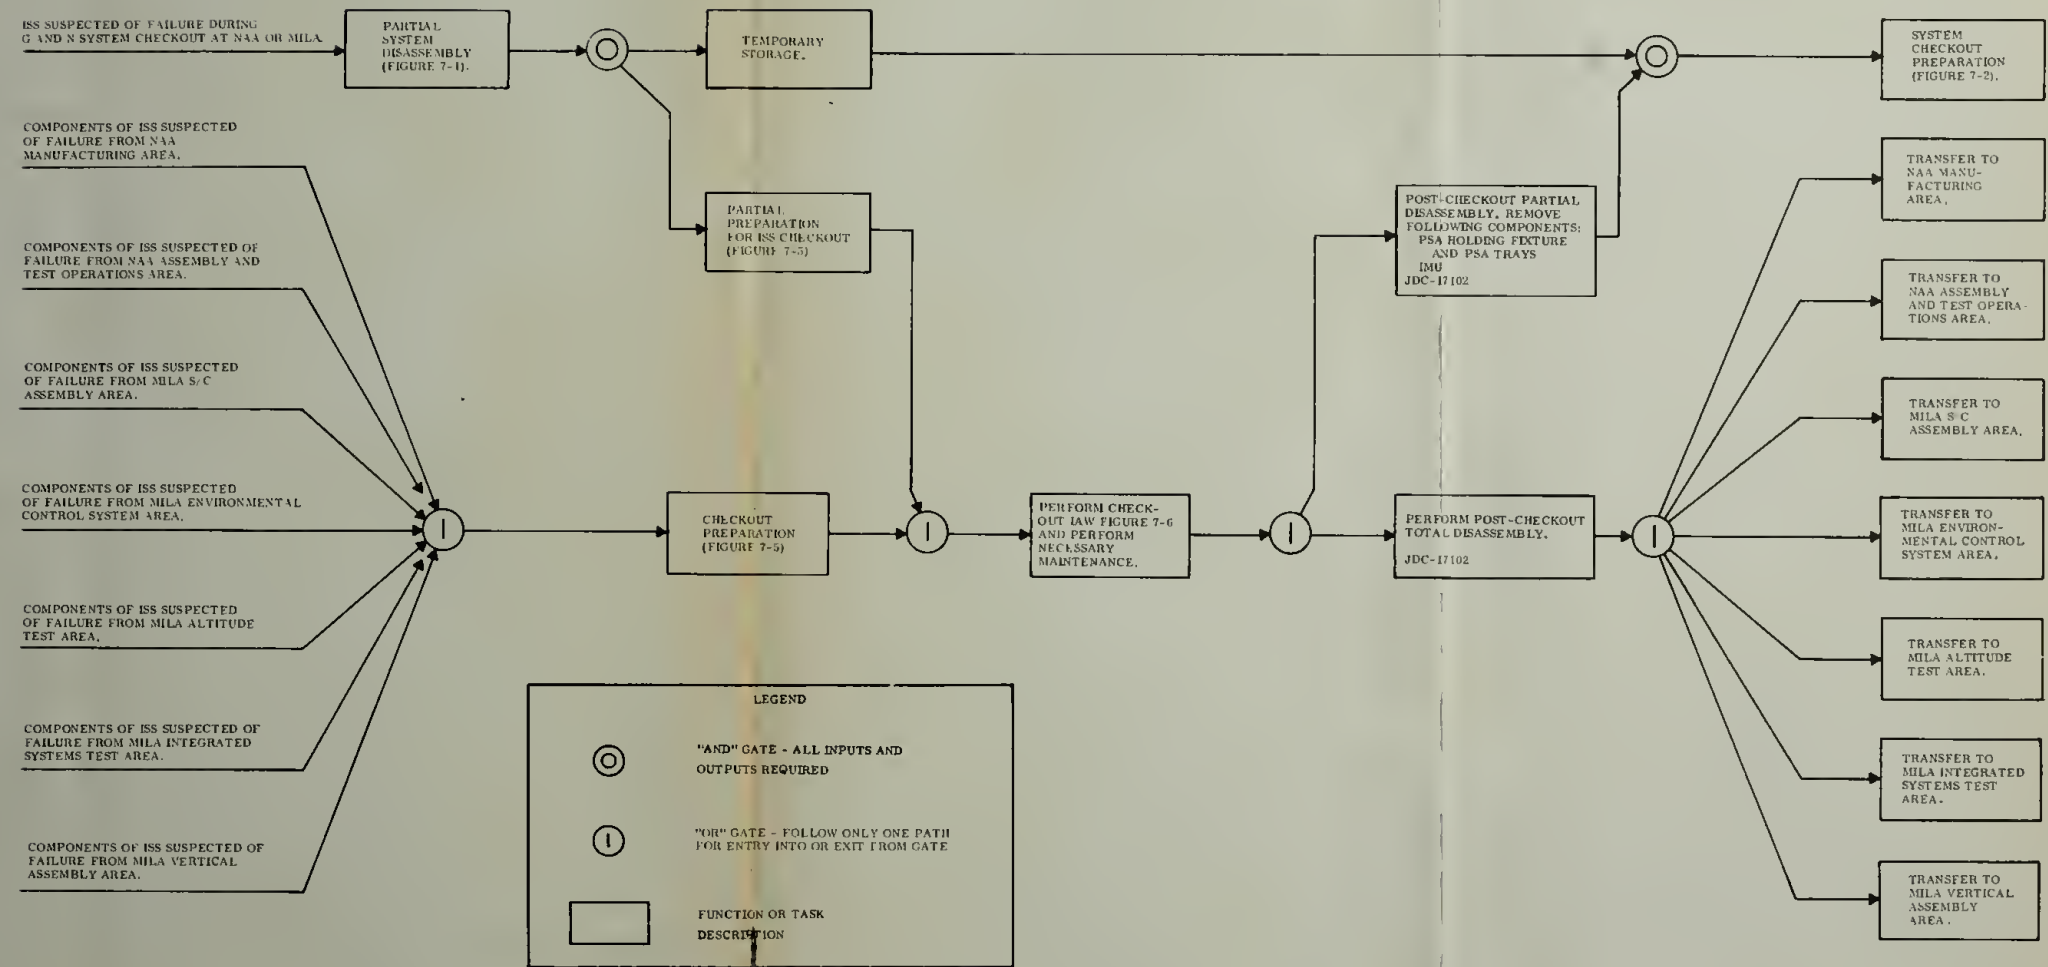 ISS SUSPECTED OF FAILURE DURING
G AND N SYSTEM CHECKOUT AT NAA OR MILA
PARTIAL
SYSTEM
DISASSEMBLY
(FIGURE 7-1).
TEMPORARY
STORAGE.
SYSTEM
CHECKOUT
PREPARATION
(FIGURE 7-2).
COMPONENTS OF ISS SUSPECTED
OF FAILURE FROM NAA
MANUFACTURING AREA.
COMPONENTS OF ISS SUSPECTED OF
FAILURE FROM NAA ASSEMBLY AND
TEST OPERATIONS AREA.
COMPONENTS OF ISS SUSPECTED
OF FAILURE FROM MILA S/C
ASSEMBLY AREA.
COMPONENTS OF ISS SUSPECTED
OF FAILURE FROM MILA ENVIRONMENTAL
CONTROL SYSTEM AREA.
COMPONENTS OF ISS SUSPECTED
OF FAILURE FROM MILA ALTITUDE
TEST AREA.
COMPONENTS OF ISS SUSPECTED OF
FAILURE FROM MILA INTEGRATED
SYSTEMS TEST AREA.
COMPONENTS OF ISS SUSPECTED OF
FAILURE FROM MILA VERTICAL
ASSEMBLY AREA.
PARTIAL
PREPARATION
FOR ISS CHECKOUT
(FIGURE 7-5)
CHECKOUT
PREPARATION
(FIGURE 7-5)
PERFORM CHECK-
OUT IAW FIGURE 7-6
AND PERFORM
NECESSARY
MAINTENANCE.
POST-CHECKOUT PARTIAL
DISASSEMBLY. REMOVE
FOLLOWING COMPONENTS:
PSA HOLDING FIXTURE
AND PSA TRAYS
IMU
JDC-17102
PERFORM POST-CHECKOUT
TOTAL DISASSEMBLY.
JDC-17102
TRANSFER TO
NAA MANU-
FACTURING
AREA.
TRANSFER TO
NAA ASSEMBLY
AND TEST OPERA-
TIONS AREA.
TRANSFER TO
MILA S/C
ASSEMBLY AREA.
TRANSFER TO
MILA ENVIRON-
MENTAL CONTROL
SYSTEM AREA.
TRANSFER TO
MILA ALTITUDE
TEST AREA.
TRANSFER TO
MILA INTEGRATED
SYSTEMS TEST
AREA.
TRANSFER TO
MILA VERTICAL
ASSEMBLY
AREA.
LEGEND
"AND" GATE - ALL INPUTS AND
OUTPUTS REQUIRED
"OR" GATE - FOLLOW ONLY ONE PATH
FOR ENTRY INTO OR EXIT FROM GATE
FUNCTION OR TASK
DESCRIPTION